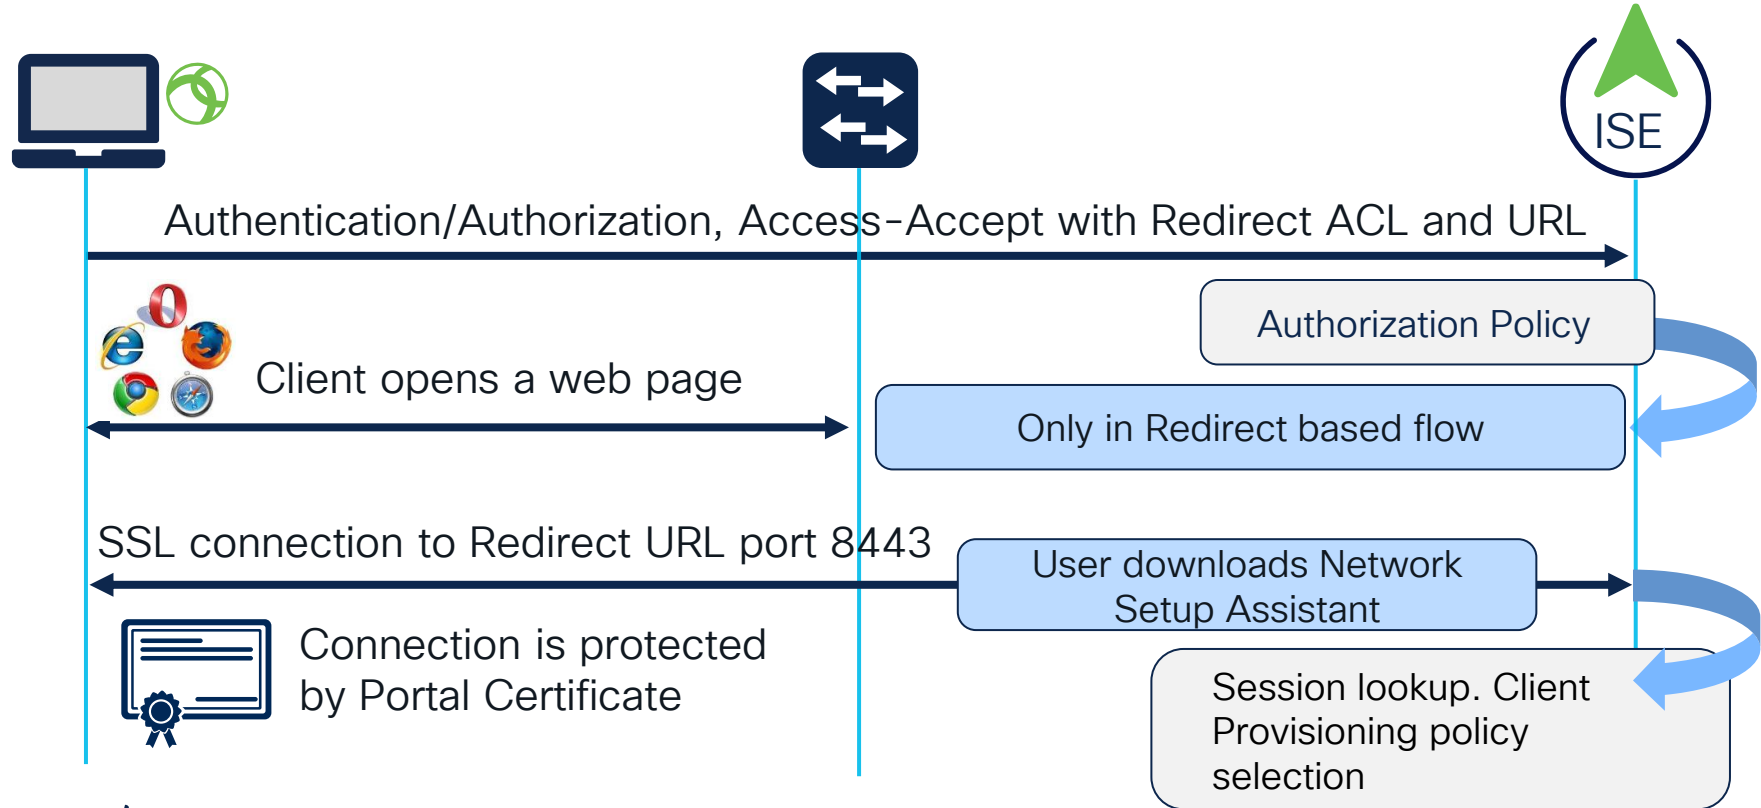 ISE
Authentication/Authorization, Access-Accept with Redirect ACL and URL
Authorization Policy
Client opens a web page
Only in Redirect based flow
SSL connection to Redirect URL port 8443
User downloads Network
Setup Assistant
Connection is protected
by Portal Certificate
Session lookup. Client
Provisioning policy
selection